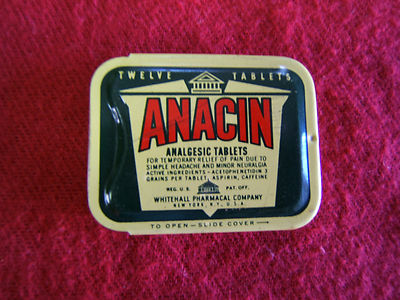 TWELVE TABLETS
ANACIN
ANALGESIC TABLETS
FOR TEMPORARY RELIEF OF PAIN DUE TO
SIMPLE HEADACHE AND MINOR NEURALGIA
ACTIVE INGREDIENTS - ACETOPHENETIDIN 3
GRAINS PER TABLET, ASPIRIN, CAFFEINE
REG. U.S. PAT. OFF.
WHITEHALL PHARMACAL COMPANY
NEW YORK, N.Y., U.S.A.
TO OPEN—SLIDE COVER